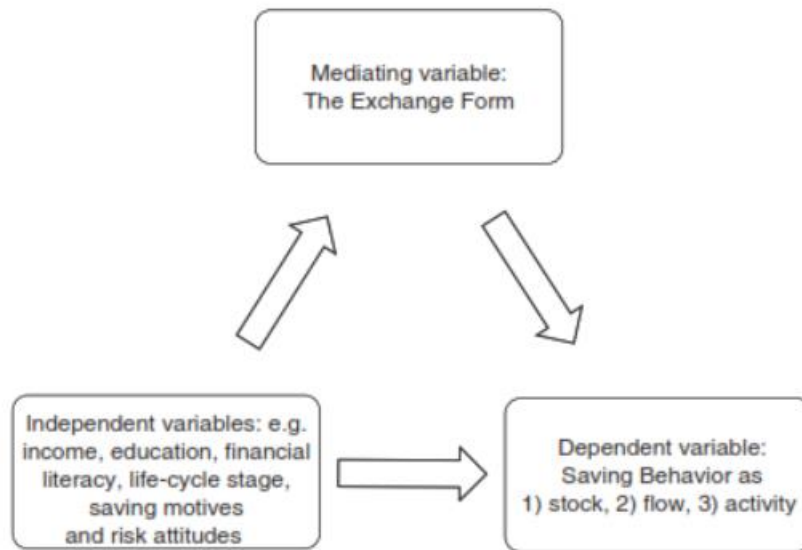 Mediating variable:
The Exchange Form
Independent variables: e.g.
income, education, financial
literacy, life-cycle stage,
saving motives
and risk attitudes
Dependent variable:
Saving Behavior as
1) stock, 2) flow, 3) activity